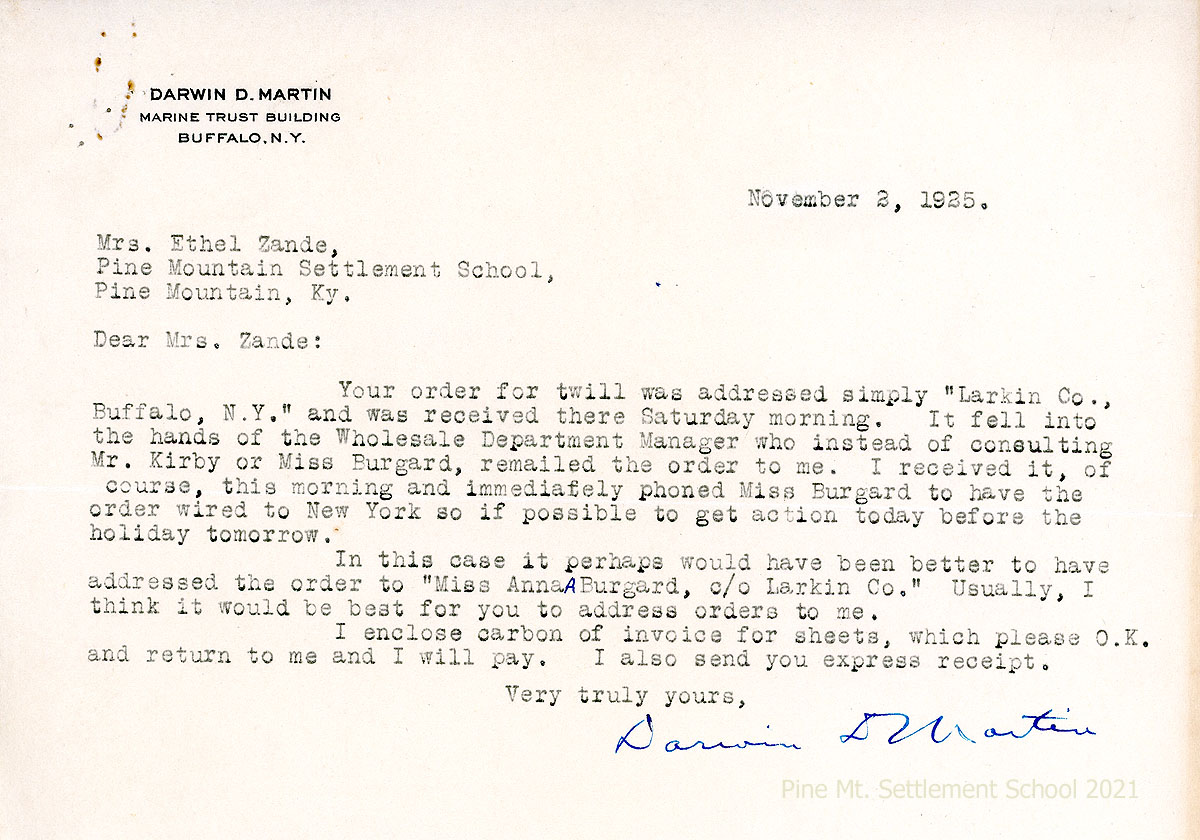 DARWIN D. MARTIN
MARINE TRUST BUILDING
BUFFALO, N.Y.
November 2, 1925.
Mrs. Ethel Zande,
Pine Mountain Settlement School,
Pine Mountain, Ky.
Dear Mrs. Zande:
Your order for twill was addressed simply "Larkin Co.,
Buffalo, N.Y." and was received there Saturday morning. It fell into
the hands of the Wholesale Department Manager who instead of consulting
Mr. Kirby or Miss Burgard, remailed the order to me. I received it, of
course, this morning and immediately phoned Miss Burgard to have the
order wired to New York so if possible to get action today before the
holiday tomorrow.
In this case it perhaps would have been better to have
addressed the order to "Miss Anna A Burgard, c/o Larkin Co." Usually, I
think it would be best for you to address orders to me.
I enclose carbon of invoice for sheets, which please O.K.
and return to me and I will pay. I also send you express receipt.
Very truly yours,
Darwin D Martin
Pine Mt. Settlement School 2021